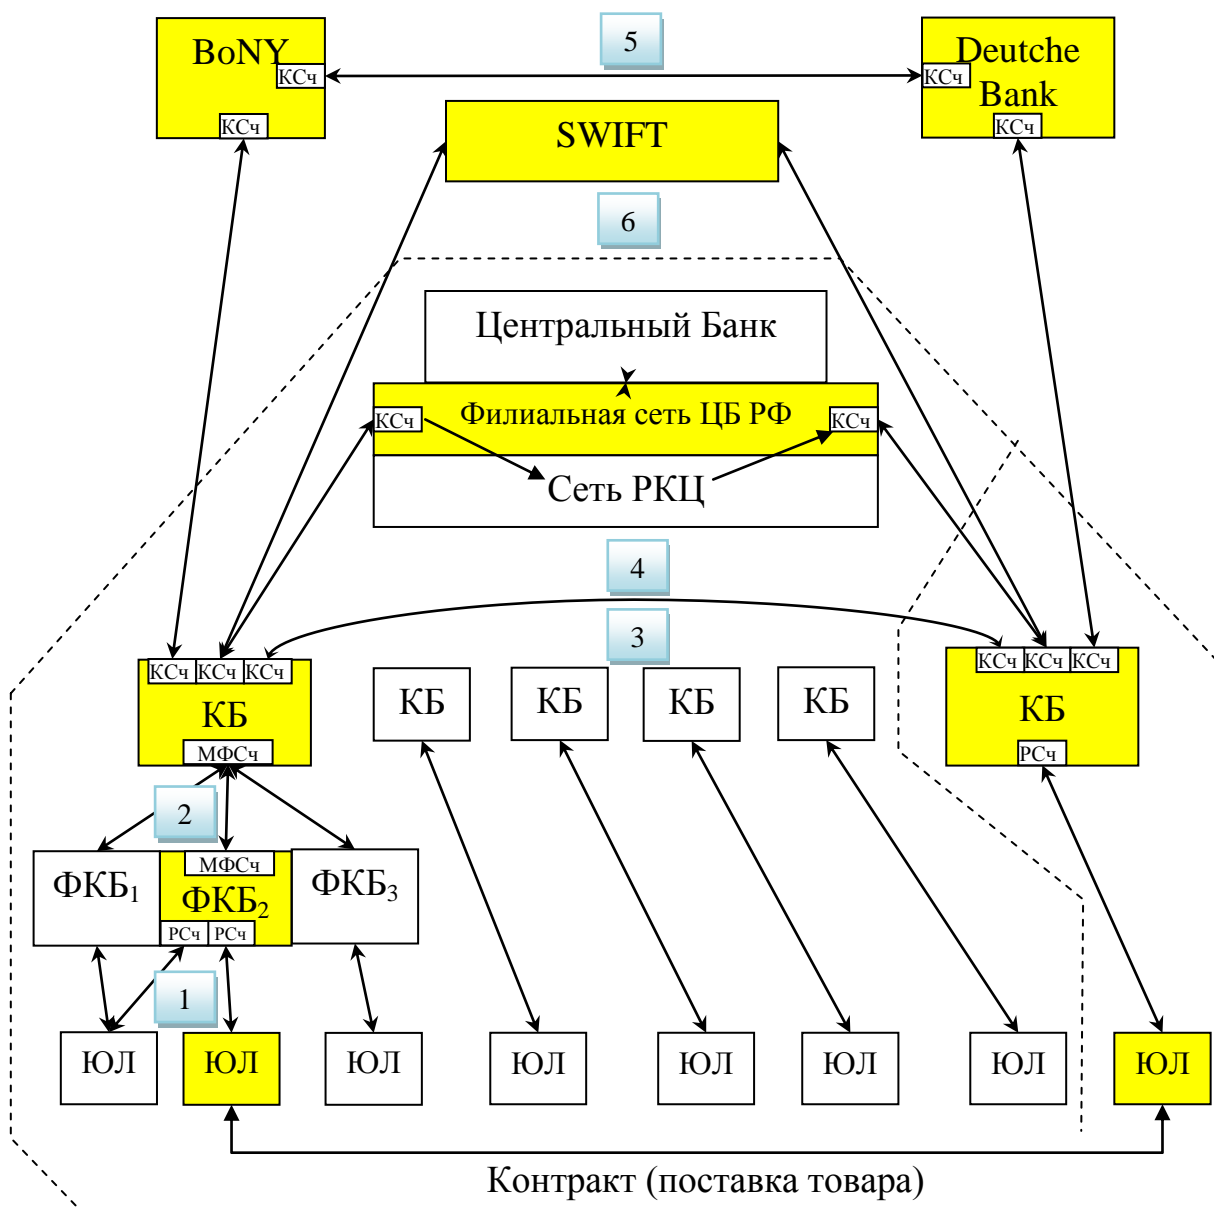 5
BoNY
КСч
КСч
Deutche
Bank
КСч
КСч
SWIFT
6
Центральный Банк
Филиальная сеть ЦБ РФ
КСч
КСч
Сеть РКЦ
4
3
КСч КСч КСч
КБ
МФСч
КБ
КБ
КБ
КБ
КСч КСч КСч
КБ
РСч
2
ФКБ1
МФСч
ФКБ2
РСч РСч
ФКБ3
1
ЮЛ
ЮЛ
ЮЛ
ЮЛ
ЮЛ
ЮЛ
ЮЛ
ЮЛ
Контракт (поставка товара)